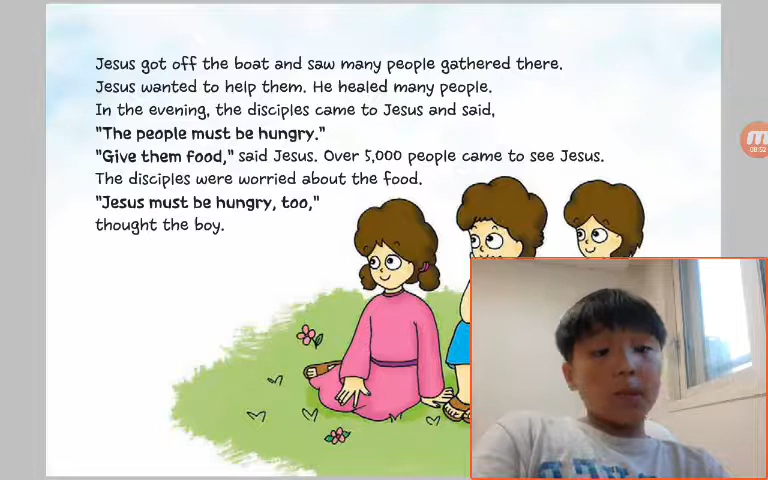 Jesus got off the boat and saw many people gathered there.
Jesus wanted to help them. He healed many people.
In the evening, the disciples came to Jesus and said,
"The people must be hungry."
"Give them food," said Jesus. Over 5,000 people came to see Jesus.
The disciples were worried about the food.
"Jesus must be hungry, too,"
thought the boy.
08:52